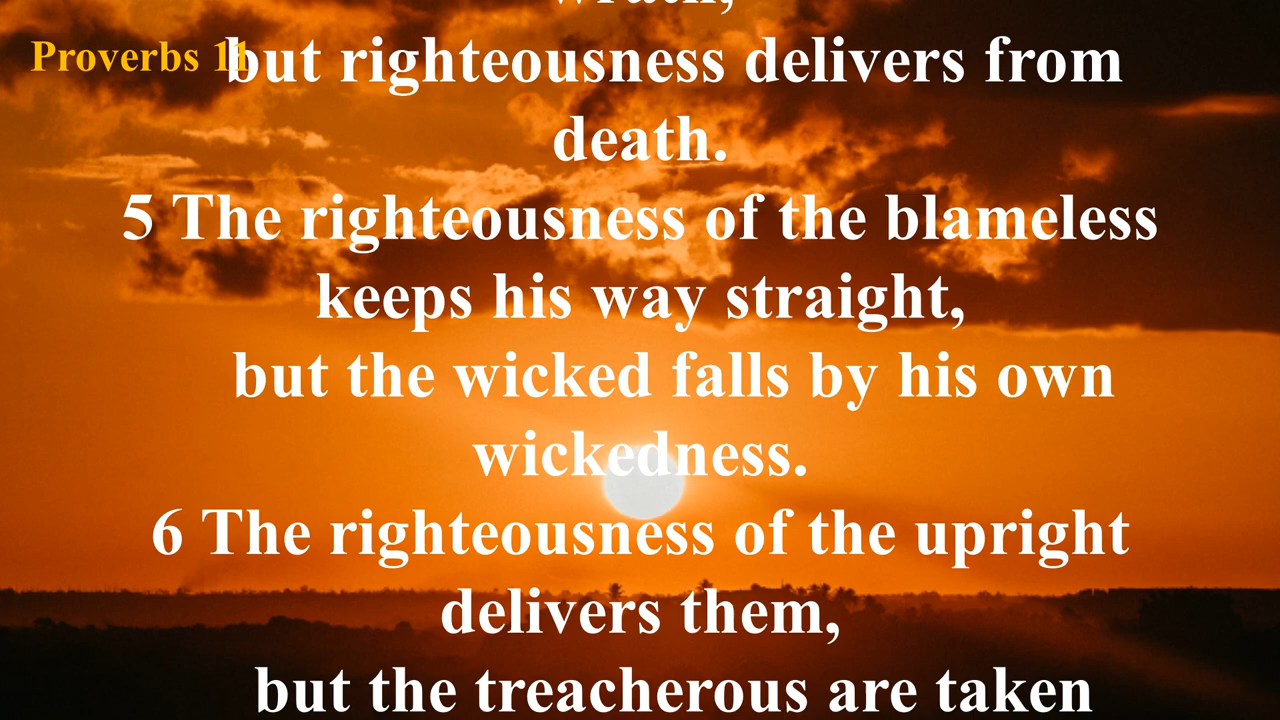 wrath,
Proverbs 11
but righteousness delivers from
death.
5 The righteousness of the blameless
keeps his way straight,
but the wicked falls by his own
wickedness.
6 The righteousness of the upright
delivers them,
but the treacherous are taken